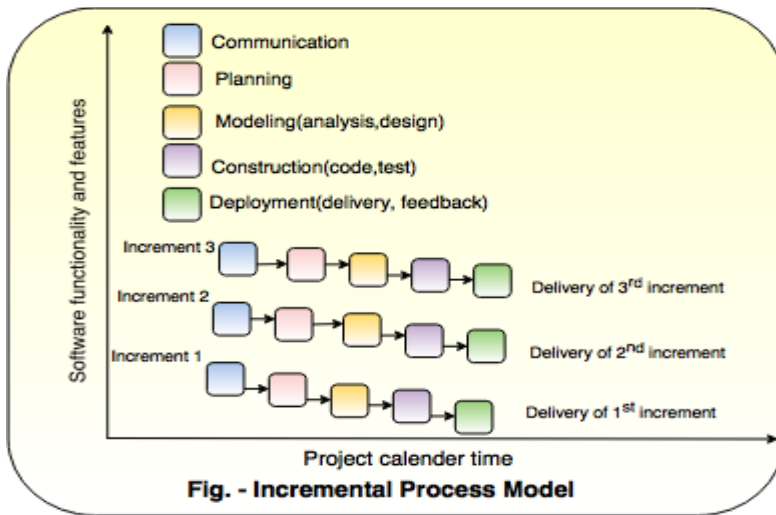 Communication
Planning
Modeling(analysis,design)
Construction(code,test)
Deployment(delivery, feedback)
Software functionality and features
Increment 3
Delivery of 3rd increment
Increment 2
Delivery of 2nd increment
Increment 1
Delivery of 1st increment
Project calender time
Fig. - Incremental Process Model